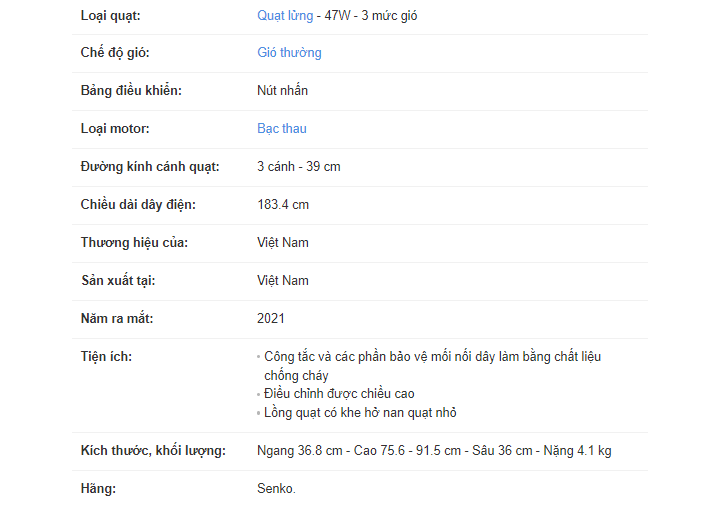 Loại quạt: Quạt lửng - 47W - 3 mức gió
Chế độ gió: Gió thường
Bảng điều khiển: Nút nhấn
Loại motor: Bạc thau
Đường kính cánh quạt: 3 cánh - 39 cm
Chiều dài dây điện: 183.4 cm
Thương hiệu của: Việt Nam
Sản xuất tại: Việt Nam
Năm ra mắt: 2021
Tiện ích: Công tắc và các phần bảo vệ mối nối dây làm bằng chất liệu
chống cháy
Điều chỉnh được chiều cao
Lồng quạt có khe hở nan quạt nhỏ
Kích thước, khối lượng: Ngang 36.8 cm - Cao 75.6 - 91.5 cm - Sâu 36 cm - Nặng 4.1 kg
Hãng: Senko.